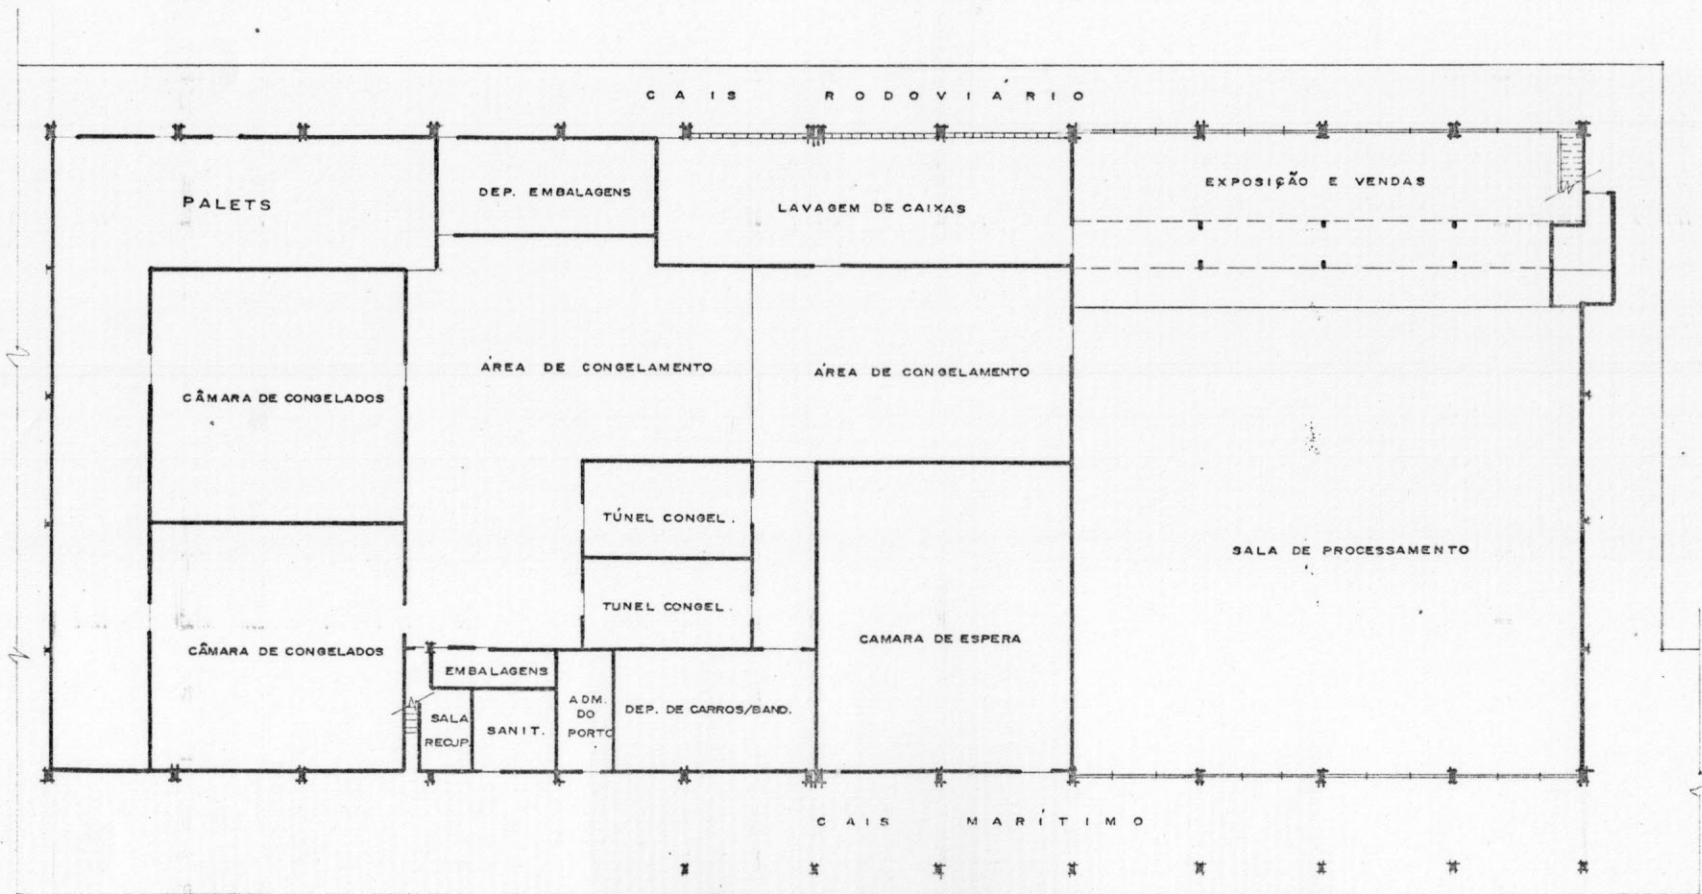 CAIS RODOVIARIO
PALETS
DEP. EMBALAGENS
LAVAGEM DE CAIXAS
EXPOSIÇÃO E VENDAS
ÁREA DE CONGELAMENTO
ÁREA DE CONGELAMENTO
CÂMARA DE CONGELADOS
TÚNEL CONGEL.
SALA DE PROCESSAMENTO
TUNEL CONGEL.
CAMARA DE ESPERA
CÂMARA DE CONGELADOS
EMBALAGENS
ADM.
DO
PORTO
DEP. DE CARROS/BAND.
SALA
RECUP.
SANIT.
CAIS MARÍTIMO